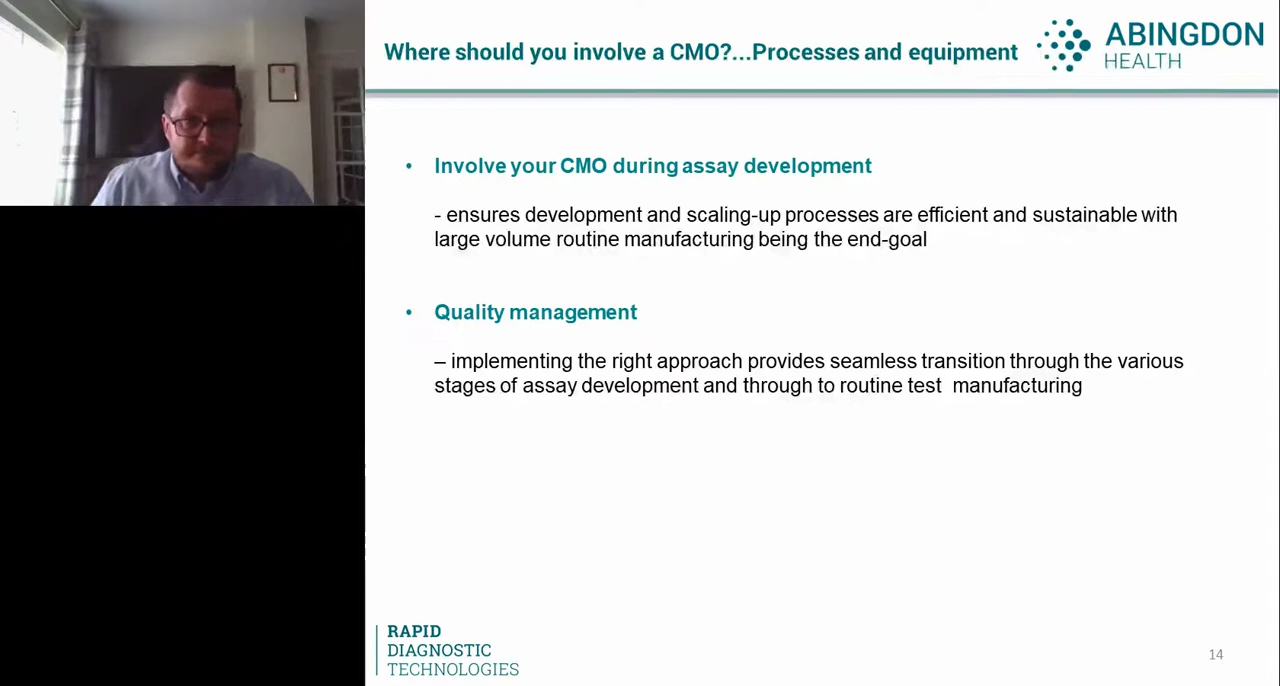 Where should you involve a CMO?...Processes and equipment
ABINGDON
HEALTH
• Involve your CMO during assay development
- ensures development and scaling-up processes are efficient and sustainable with
large volume routine manufacturing being the end-goal
• Quality management
– implementing the right approach provides seamless transition through the various
stages of assay development and through to routine test  manufacturing
RAPID
DIAGNOSTIC
TECHNOLOGIES
14